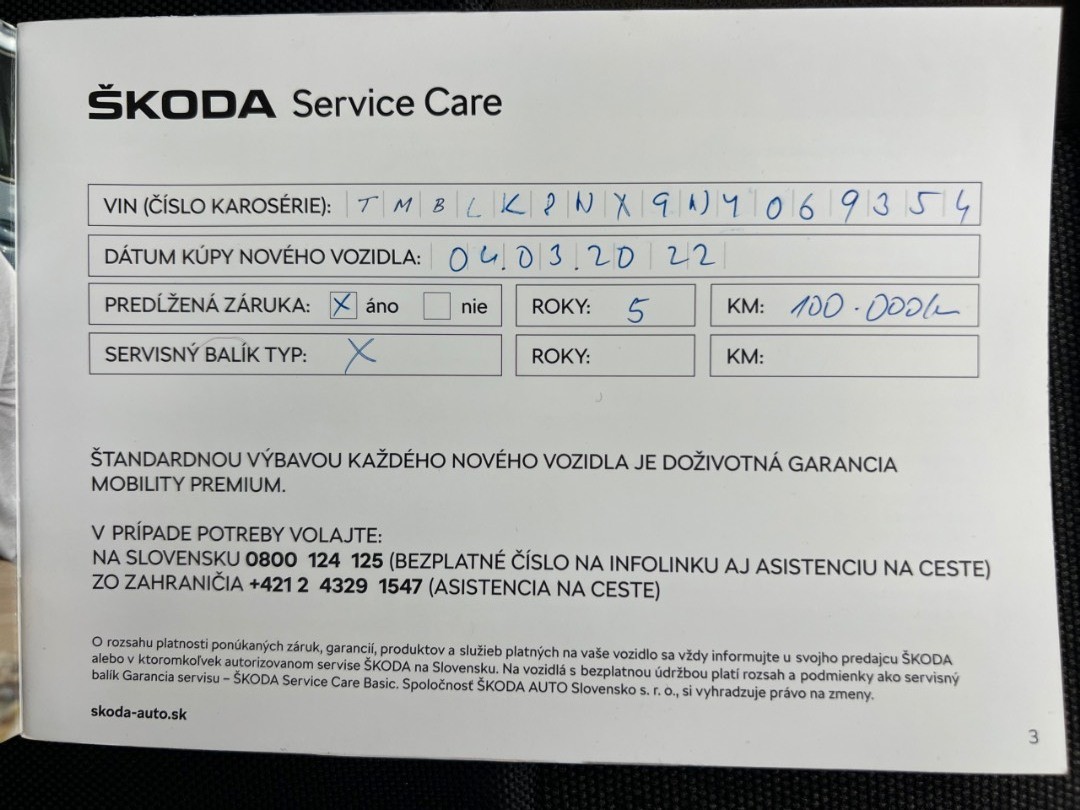 ŠKODA Service Care
VIN (ČÍSLO KAROSÉRIE): TMBLK8NX9NY069354
DÁTUM KÚPY NOVÉHO VOZIDLA: 04.03.2022
PREDĹŽENÁ ZÁRUKA: X áno nie ROKY: 5 KM: 100.000km
SERVISNÝ BALÍK TYP: X ROKY: KM:
ŠTANDARDNOU VÝBAVOU KAŽDÉHO NOVÉHO VOZIDLA JE DOŽIVOTNÁ GARANCIA
MOBILITY PREMIUM.
V PRÍPADE POTREBY VOLAJTE:
NA SLOVENSKU 0800 124 125 (BEZPLATNÉ ČÍSLO NA INFOLINKU AJ ASISTENCIU NA CESTE)
ZO ZAHRANIČIA +421 2 4329 1547 (ASISTENCIA NA CESTE)
O rozsahu platnosti ponúkaných záruk, garancií, produktov a služieb platných na vaše vozidlo sa vždy informujte u svojho predajcu ŠKODA
alebo v ktoromkoľvek autorizovanom servise ŠKODA na Slovensku. Na vozidlá s bezplatnou údržbou platí rozsah a podmienky ako servisný
balík Garancia servisu – ŠKODA Service Care Basic. Spoločnosť ŠKODA AUTO Slovensko s. r. o., si vyhradzuje právo na zmeny.
skoda-auto.sk
3